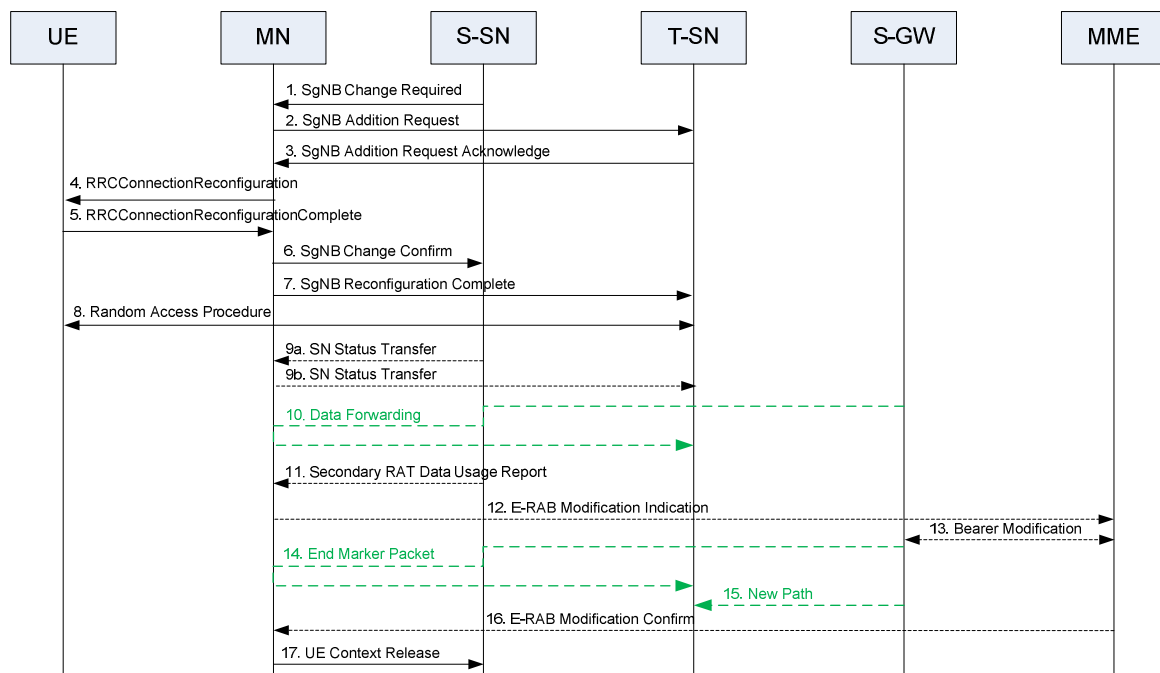 UE
MN
S-SN
T-SN
S-GW
MME
1. SgNB Change Required
2. SgNB Addition Request
3. SgNB Addition Request Acknowledge
4. RRCConnectionReconfiguration
5. RRCConnectionReconfigurationComplete
6. SgNB Change Confirm
7. SgNB Reconfiguration Complete
8. Random Access Procedure
9a. SN Status Transfer
9b. SN Status Transfer
10. Data Forwarding
11. Secondary RAT Data Usage Report
12. E-RAB Modification Indication
13. Bearer Modification
14. End Marker Packet
15. New Path
16. E-RAB Modification Confirm
17. UE Context Release